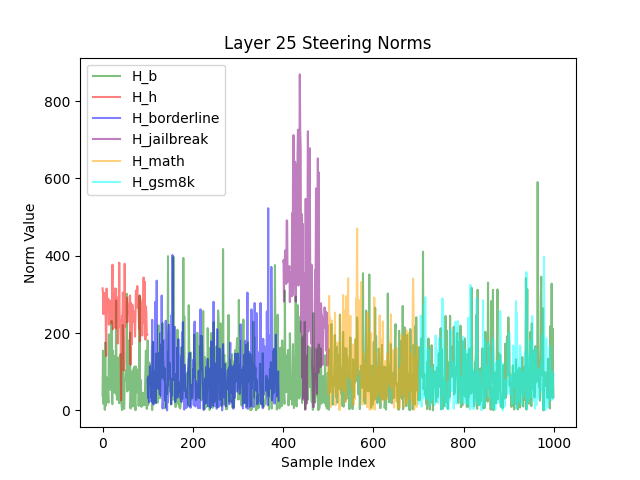 Layer 25 Steering Norms
H_b
H_h
H_borderline
H_jailbreak
H_math
H_gsm8k
Norm Value
800
600
400
200
0
0 200 400 600 800 1000
Sample Index